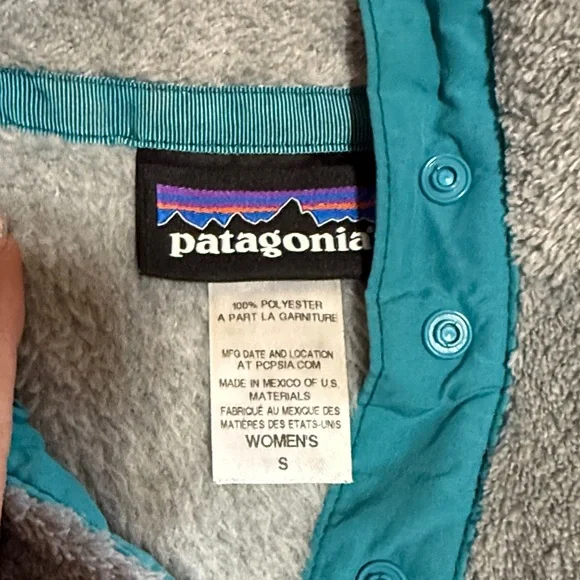 patagonia
100% POLYESTER
A PART LA GARNITURE
MFG DATE AND LOCATION
AT PCPSIA.COM
MADE IN MEXICO OF U.S.
MATERIALS
FABRIQUÉ AU MEXIQUE DES
MATIÈRES DES ETATS-UNIS
WOMEN'S
S